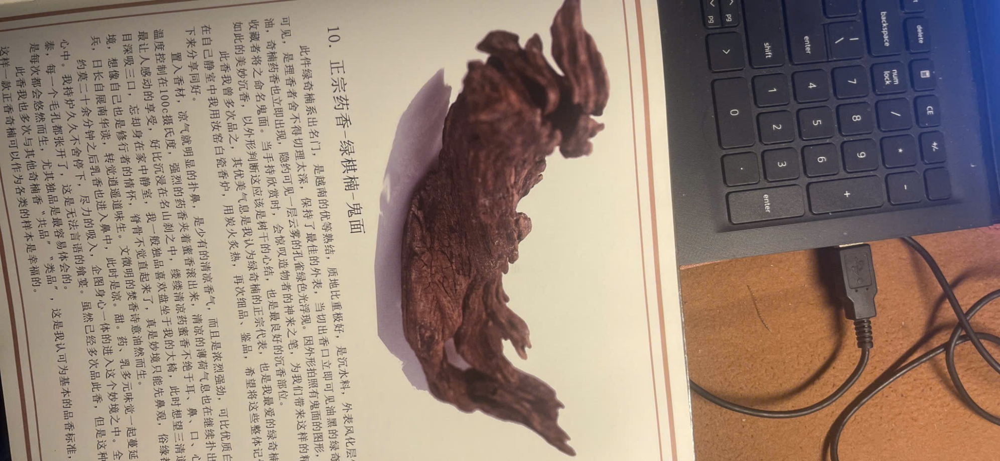 10. 正宗药香-绿棋楠-鬼面
此件绿奇楠系出名门，是越南的优等熟结，质地比重极好，是沉水料，外表风化层
可见，是理香者舍不得切理太深，保持了最佳的外表，当切出香口立即可见油黑的绿奇
油，奇楠药香也立即出现，隐约可见一层云雾的孔雀绿色光浮现。因外形拍照有鬼面的图形，
收藏者将之命名鬼面。当手持欣赏时，会惊叹造物者的神来之笔，为我们带来这样的精
如此的美妙沉香，以外形判断这应该是树干的心结，也是最良好的沉香部位。
此香我曾多次品之，其优美气息是我认为绿奇楠的正宗代表，也是我最爱的绿奇楠
在自己静室中我用汝窑白瓷香炉，用炭火炙热，再次细品、鉴品，希望将这些整体记
下来分享同好。
置入香材，凉气就明显的扑鼻，是少有的清凉香气，而且是浓烈强劲，可比优质白
温度控制在100c摄氏度，强烈的药香夹着蜜香滚出来，清凉的薄荷气息也在继续扑出
最让人感动的享受，好比沉浸在名山刹之中，缕缕清凉药蜜香不绝于耳、鼻、口、心
目深吸三口，忘却身在家中静室，我一般独品喜欢盘坐于我的大椅，此时想望三清道
境，想像自己也是修行者的情怀，脊骨不觉直起来了，真是妙境只能先鼻观，俗缘都
兵，日长自展南华读，转觉逍遥道味生。文徵明的焚香诗意油然而生。
约莫二十余分钟之后乳香也进入鼻中，此时是凉。甜。药、乳多元味觉一起蔓延
心中。我持炉久久不舍停下，尽力的吸入，企图身心一体的进入这个妙境之中。全
泰，每一个毛孔都张开了，这是无法言语的飨宴。虽然已经多次品此香，但是这种
是每次都会悠然而生，尤其独品是最容易体会的。
此香我也多次与其他奇楠香“共品”“类品”，这是我认可为基本的品香标准，
这样一款正香奇楠可以作为各类的样本是幸福的。
pg
pg
shift
enter
\
|
backspace
delete
num
lock
CE
+/-
7
8
9
/
*
-
4
5
6
+
1
2
3
0
.
enter